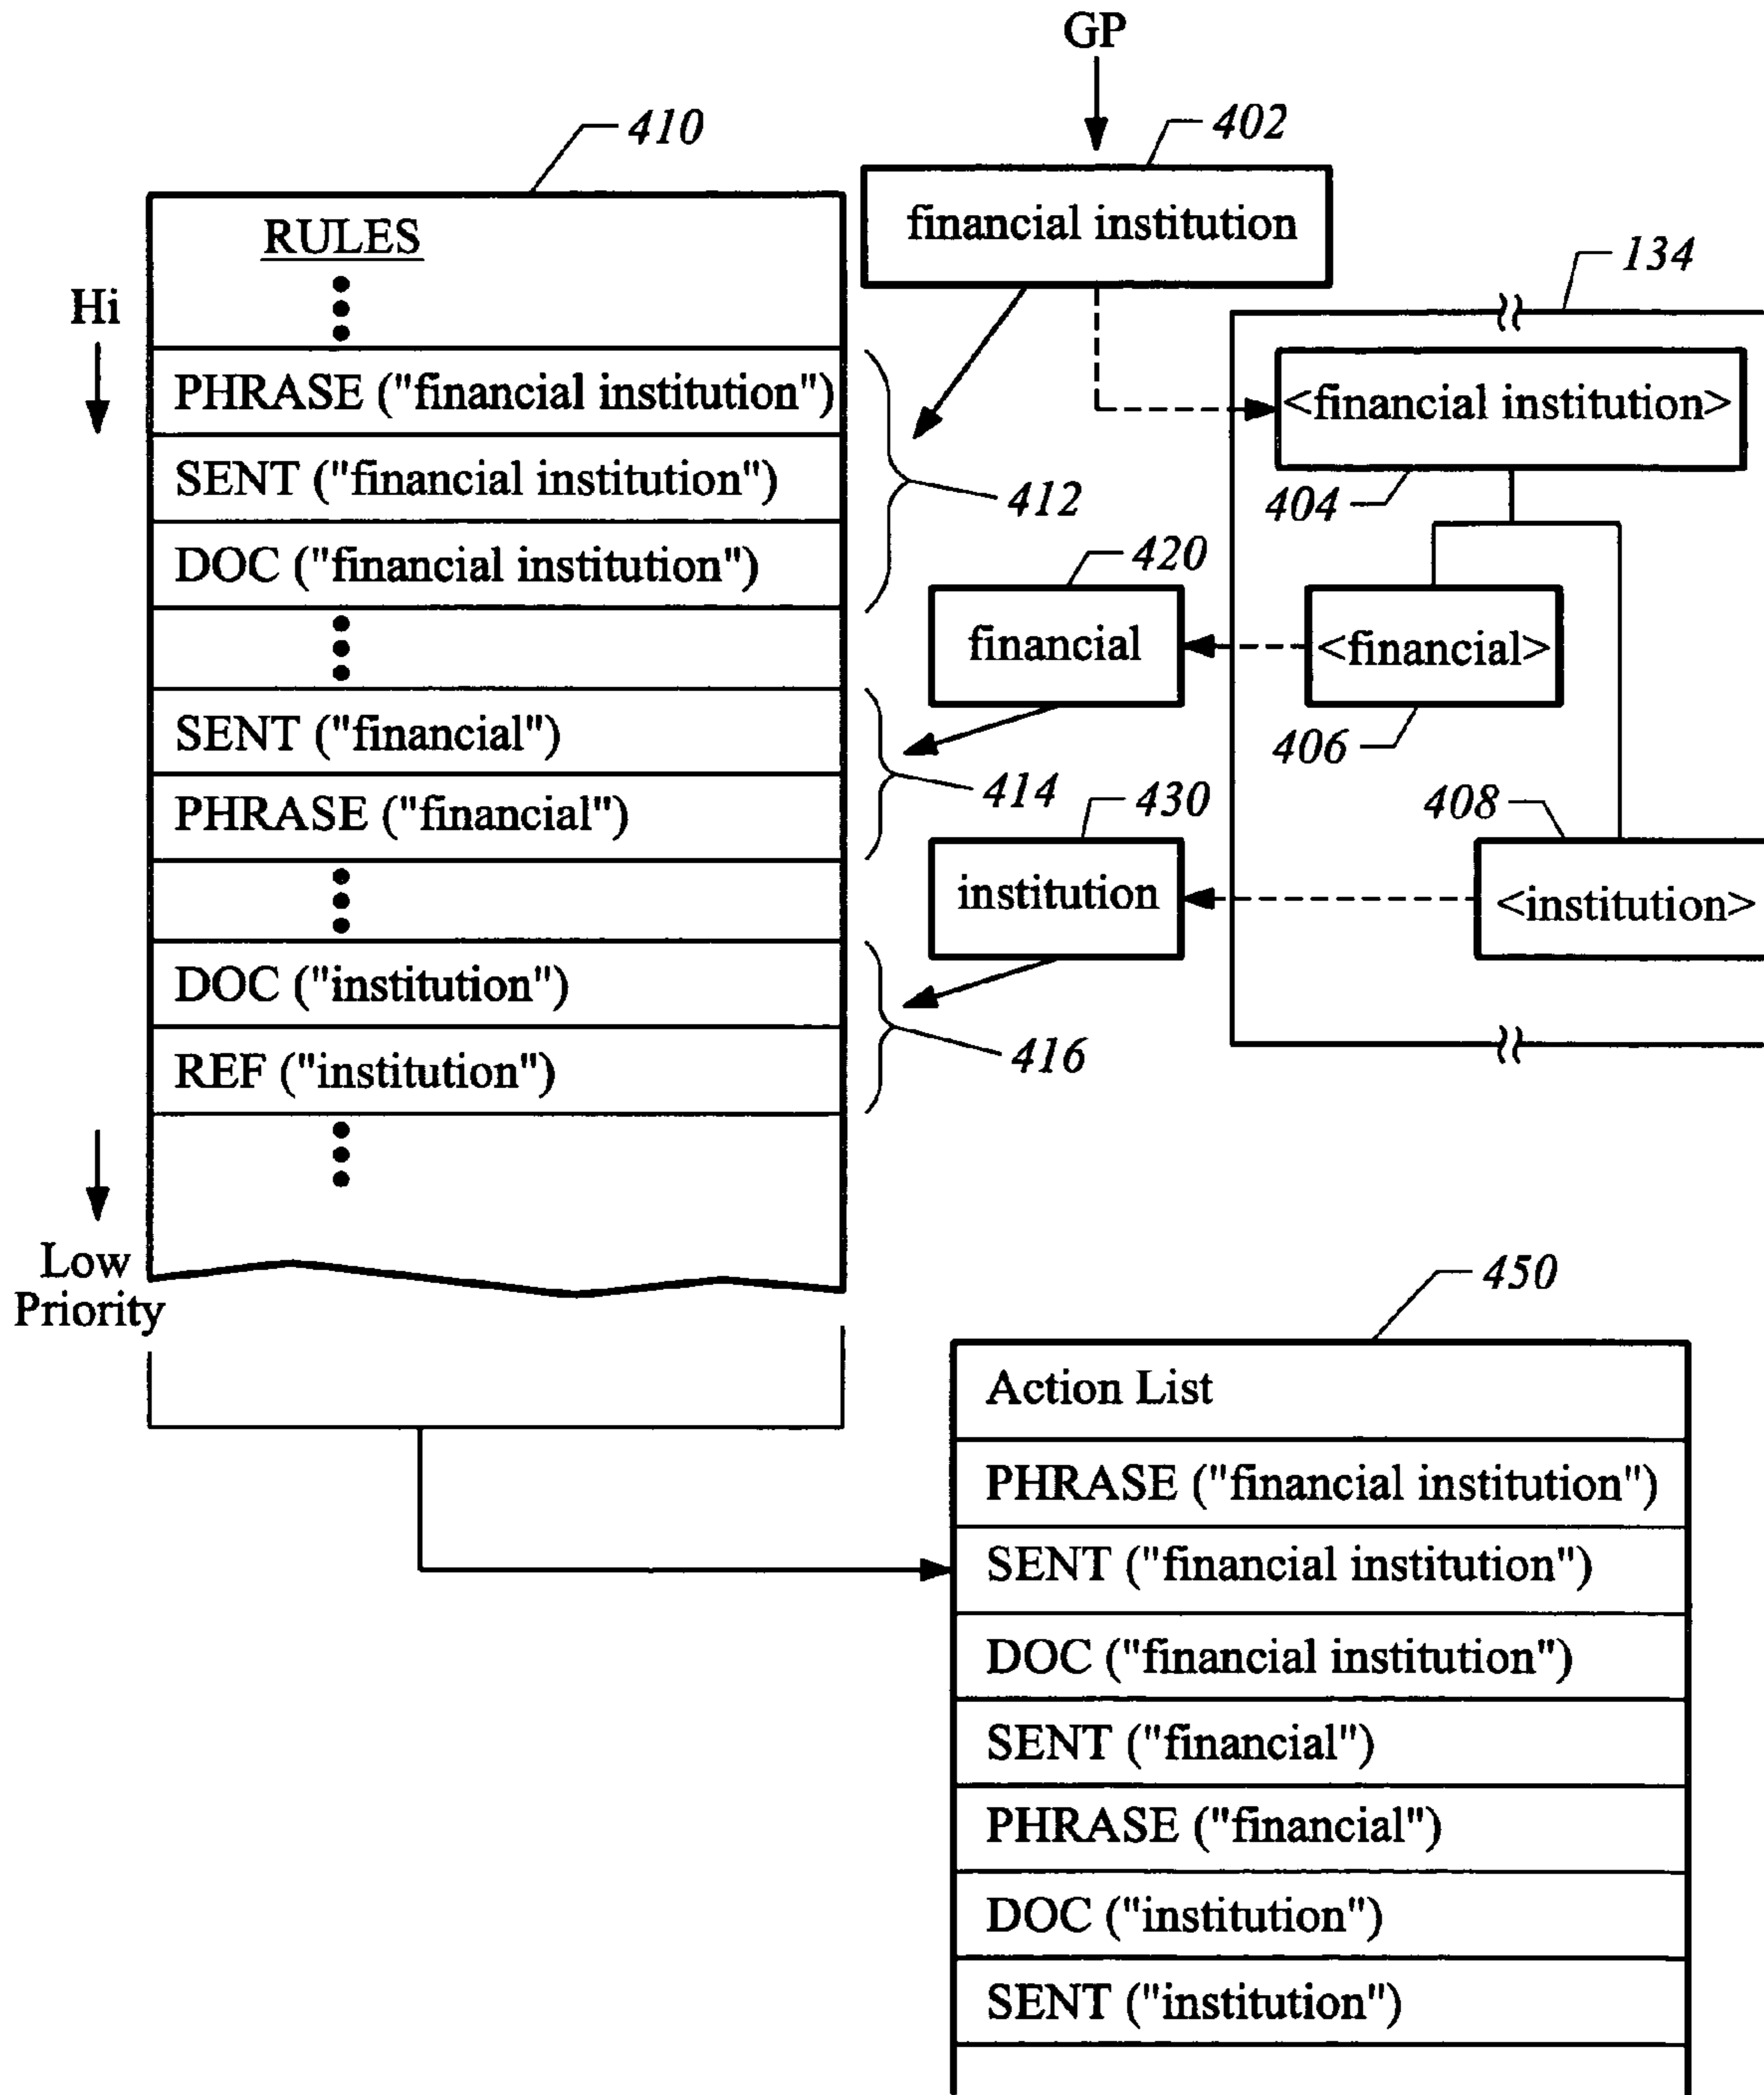 GP
410
402
RULES
financial institution
134
Hi
PHRASE ("financial institution")
<financial institution>
SENT ("financial institution")
412
404
DOC ("financial institution")
420
financial
<financial>
SENT ("financial")
406
414
PHRASE ("financial")
430
408
institution
<institution>
DOC ("institution")
416
REF ("institution")
Low
Priority
450
Action List
PHRASE ("financial institution")
SENT ("financial institution")
DOC ("financial institution")
SENT ("financial")
PHRASE ("financial")
DOC ("institution")
SENT ("institution")